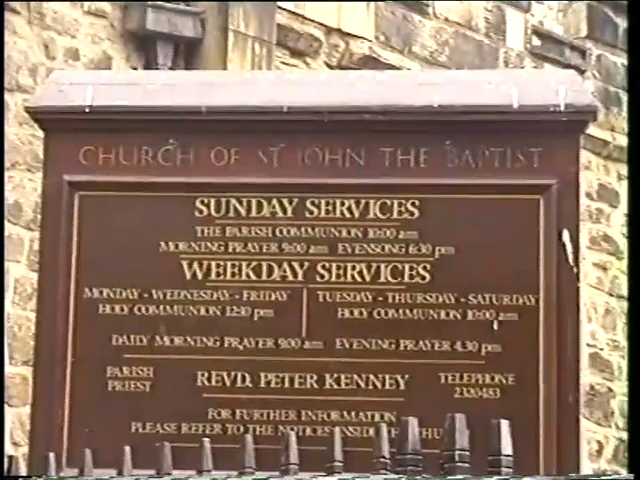 CHURCH OF ST JOHN THE BAPTIST
SUNDAY SERVICES
THE PARISH COMMUNION 10:00 am
MORNING PRAYER 9:00 am EVENSONG 6:30 pm
WEEKDAY SERVICES
MONDAY - WEDNESDAY - FRIDAY
HOLY COMMUNION 12:10 pm
TUESDAY - THURSDAY - SATURDAY
HOLY COMMUNION 10:00 am
DAILY MORNING PRAYER 9.00 am EVENING PRAYER 4.30 pm
PARISH PRIEST
REVD. PETER KENNEY
TELEPHONE 2320483
FOR FURTHER INFORMATION
PLEASE REFER TO THE NOTICES INSIDE